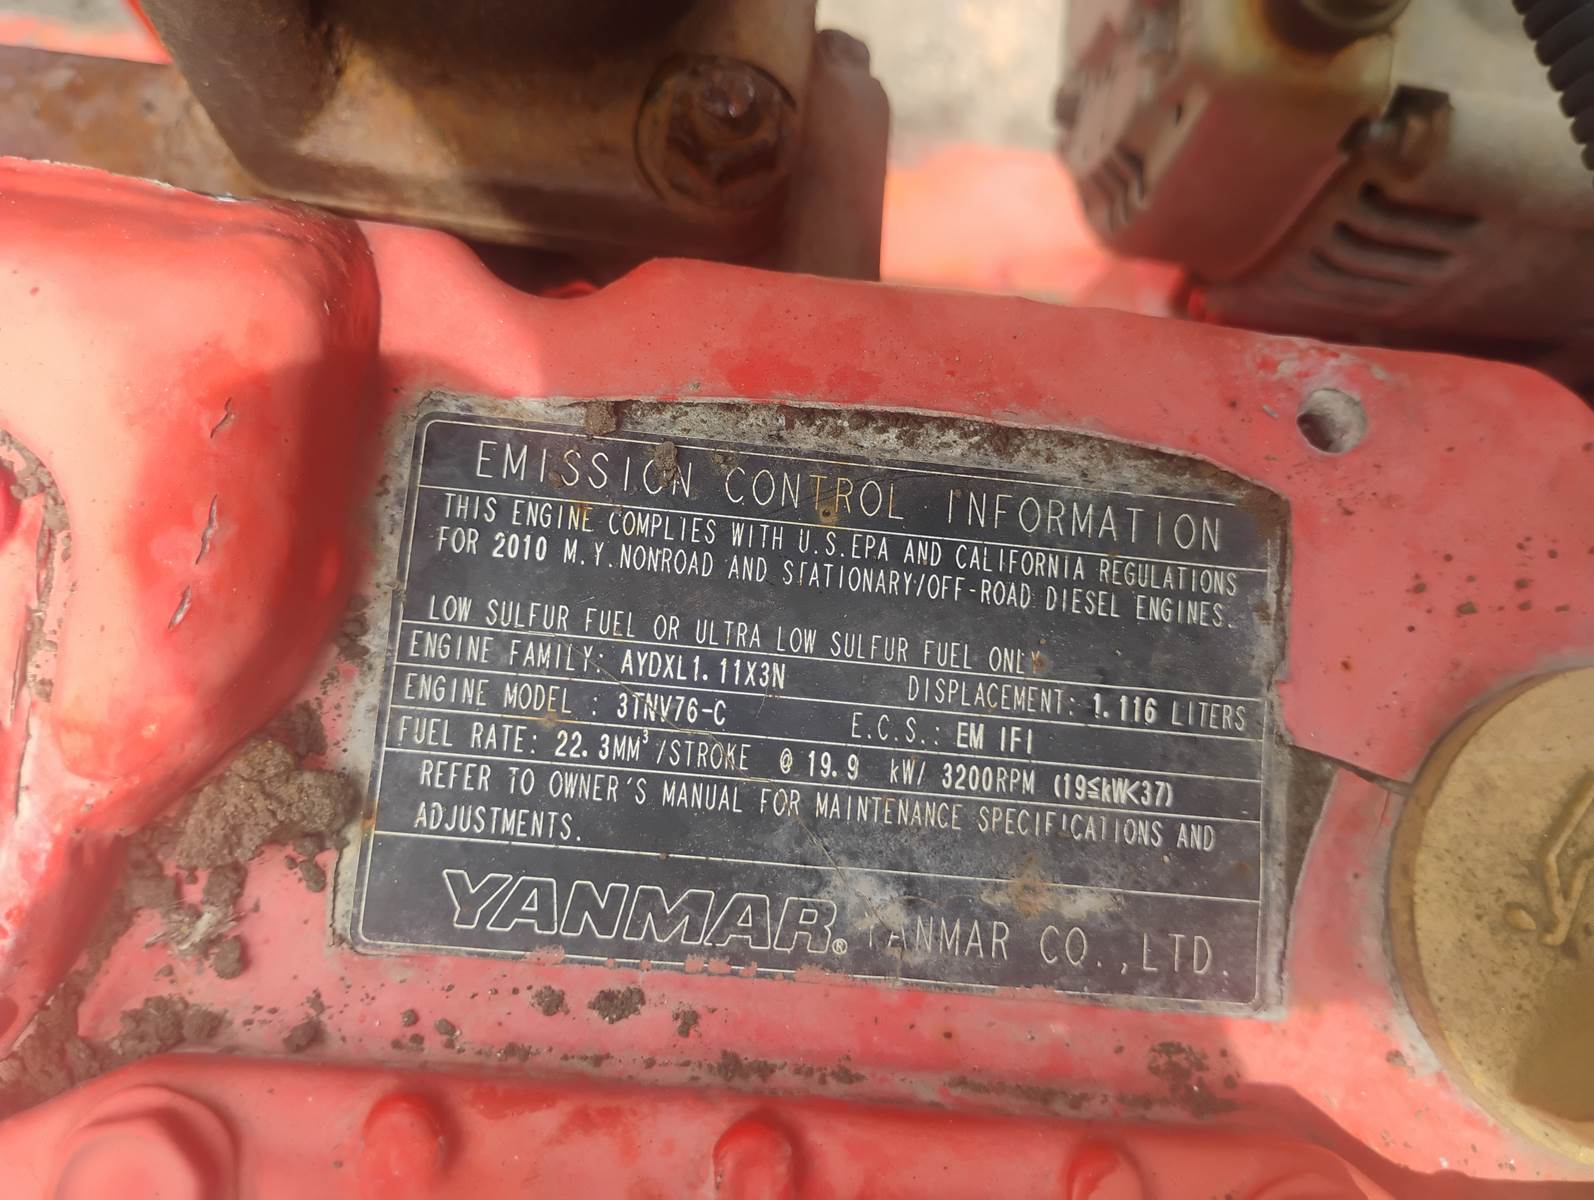 EMISSION CONTROL INFORMATION
THIS ENGINE COMPLIES WITH U.S.EPA AND CALIFORNIA REGULATIONS
FOR 2010 M.Y.NONROAD AND STATIONARY/OFF-ROAD DIESEL ENGINES.
LOW SULFUR FUEL OR ULTRA LOW SULFUR FUEL ONLY
ENGINE FAMILY: AYDXL1.11X3N DISPLACEMENT: 1.116 LITERS
ENGINE MODEL : 3TNV76-C E.C.S.: EM IFI
FUEL RATE: 22.3MM³/STROKE @ 19.9 kW/ 3200RPM (19≦kW<37)
REFER TO OWNER'S MANUAL FOR MAINTENANCE SPECIFICATIONS AND
ADJUSTMENTS.
YANMAR® YANMAR CO.,LTD.